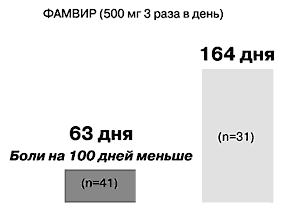 ФАМВИР (500 мг 3 раза в день)
164 дня
63 дня
Боли на 100 дней меньше
(n=41)
(n=31)